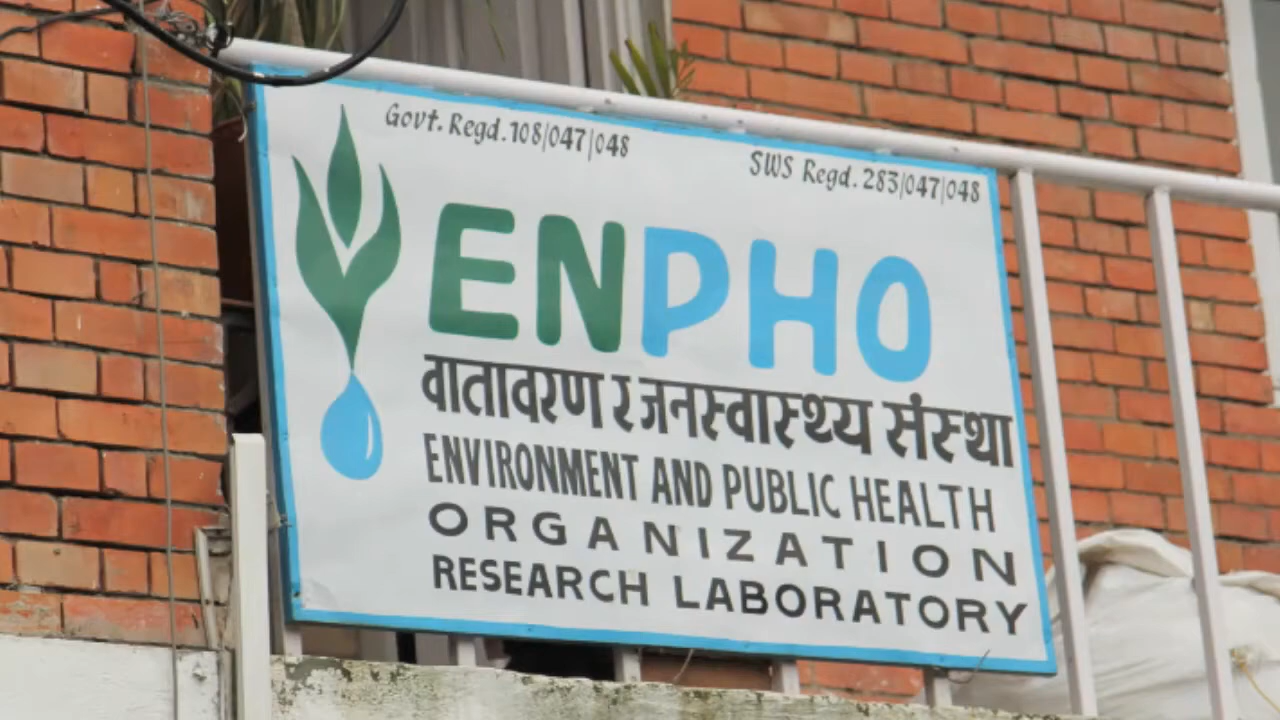 Govt. Regd. 108/047/048
SWS Regd. 283/047/048
ENPHO
वातावरण र जनस्वास्थ्य संस्था
ENVIRONMENT AND PUBLIC HEALTH
ORGANIZATION
RESEARCH LABORATORY